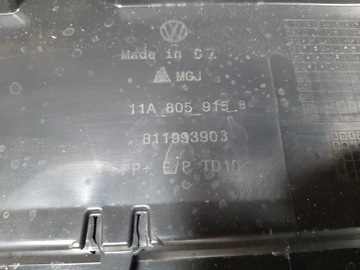 Made in CZ
MGJ
11A 805 915 B
811993903
>PP+ E/P TD10<